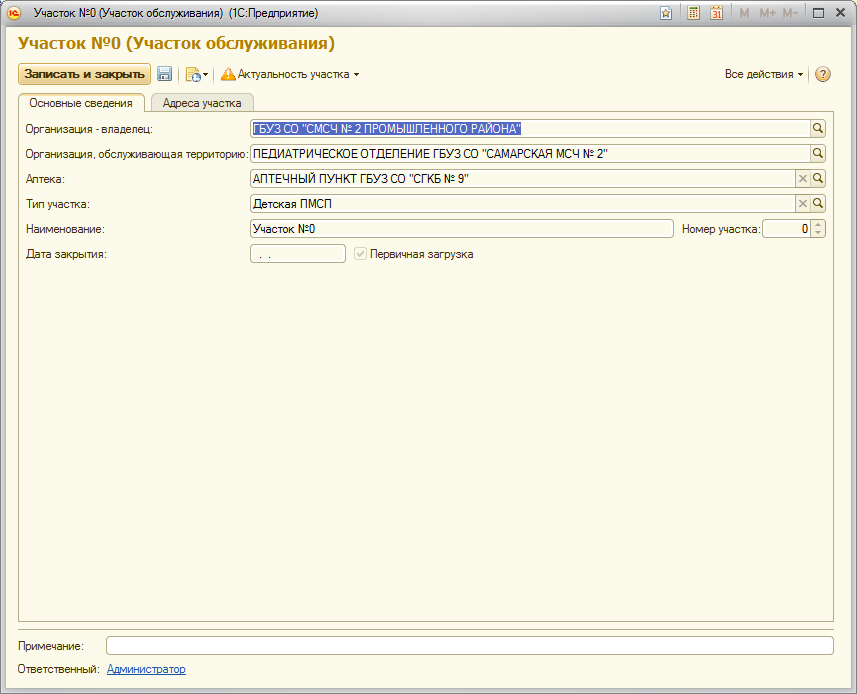 Участок №0 (Участок обслуживания) (1С:Предприятие)
31 M M+ M-
Участок №0 (Участок обслуживания)
Записать и закрыть Актуальность участка Все действия ?
Основные сведения Адреса участка
Организация - владелец: ГБУЗ СО "СМСЧ № 2 ПРОМЫШЛЕННОГО РАЙОНА"
Организация, обслуживающая территорию: ПЕДИАТРИЧЕСКОЕ ОТДЕЛЕНИЕ ГБУЗ СО "САМАРСКАЯ МСЧ № 2"
Аптека: АПТЕЧНЫЙ ПУНКТ ГБУЗ СО "СГКБ № 9"
Тип участка: Детская ПМСП
Наименование: Участок №0 Номер участка: 0
Дата закрытия: . . Первичная загрузка
Примечание:
Ответственный: Администратор